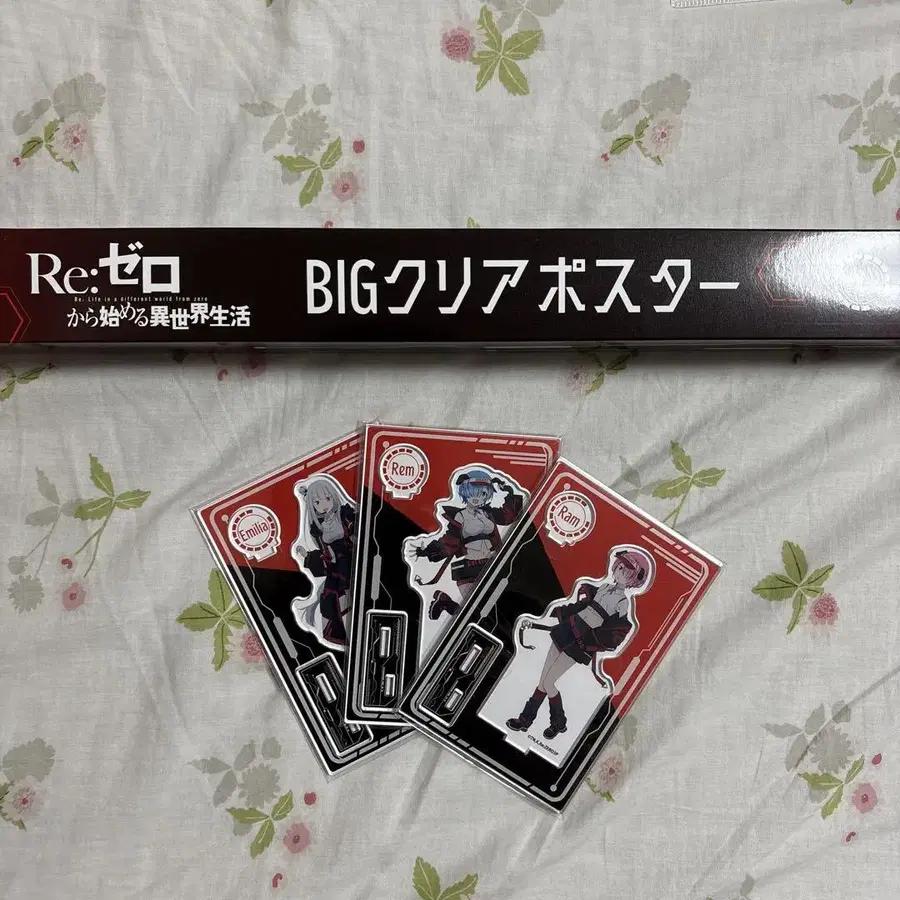 Re:ゼロ
Re: Life in a different world from zero
から始める異世界生活
BIGクリアポスター
Emilia
Rem
Ram